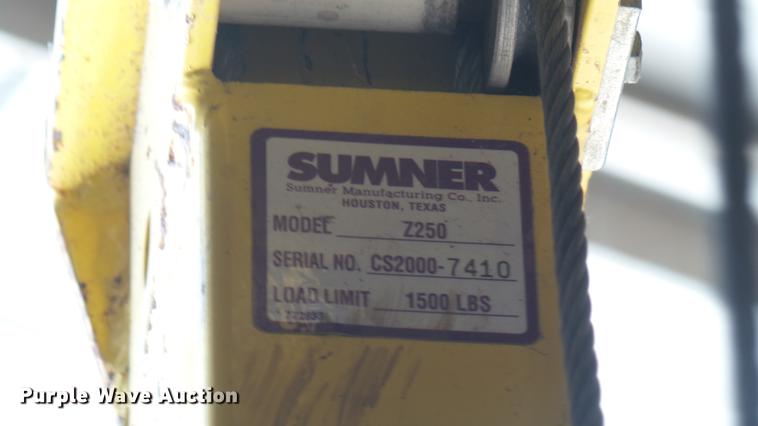 SUMNER
Sumner Manufacturing Co., Inc.
HOUSTON, TEXAS
MODEL Z250
SERIAL NO. CS2000-7410
LOAD LIMIT 1500 LBS
Purple Wave Auction®